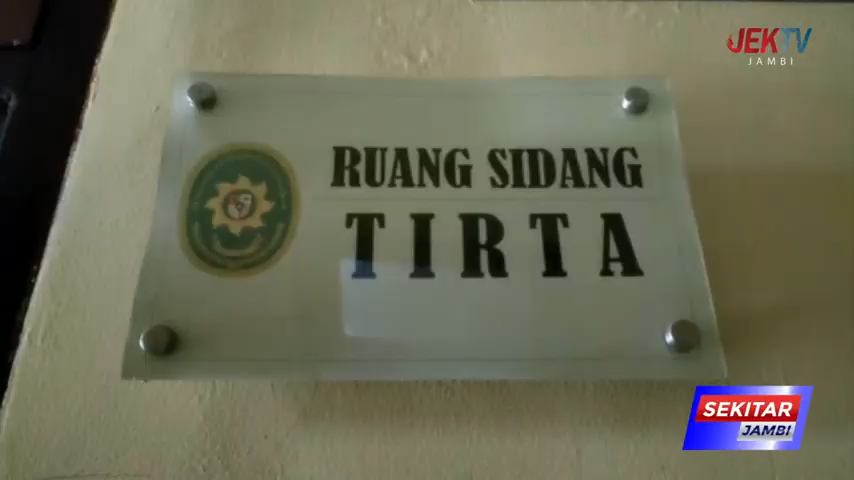 JEKTV
JAMBI
RUANG SIDANG
TIRTA
SEKITAR
JAMBI